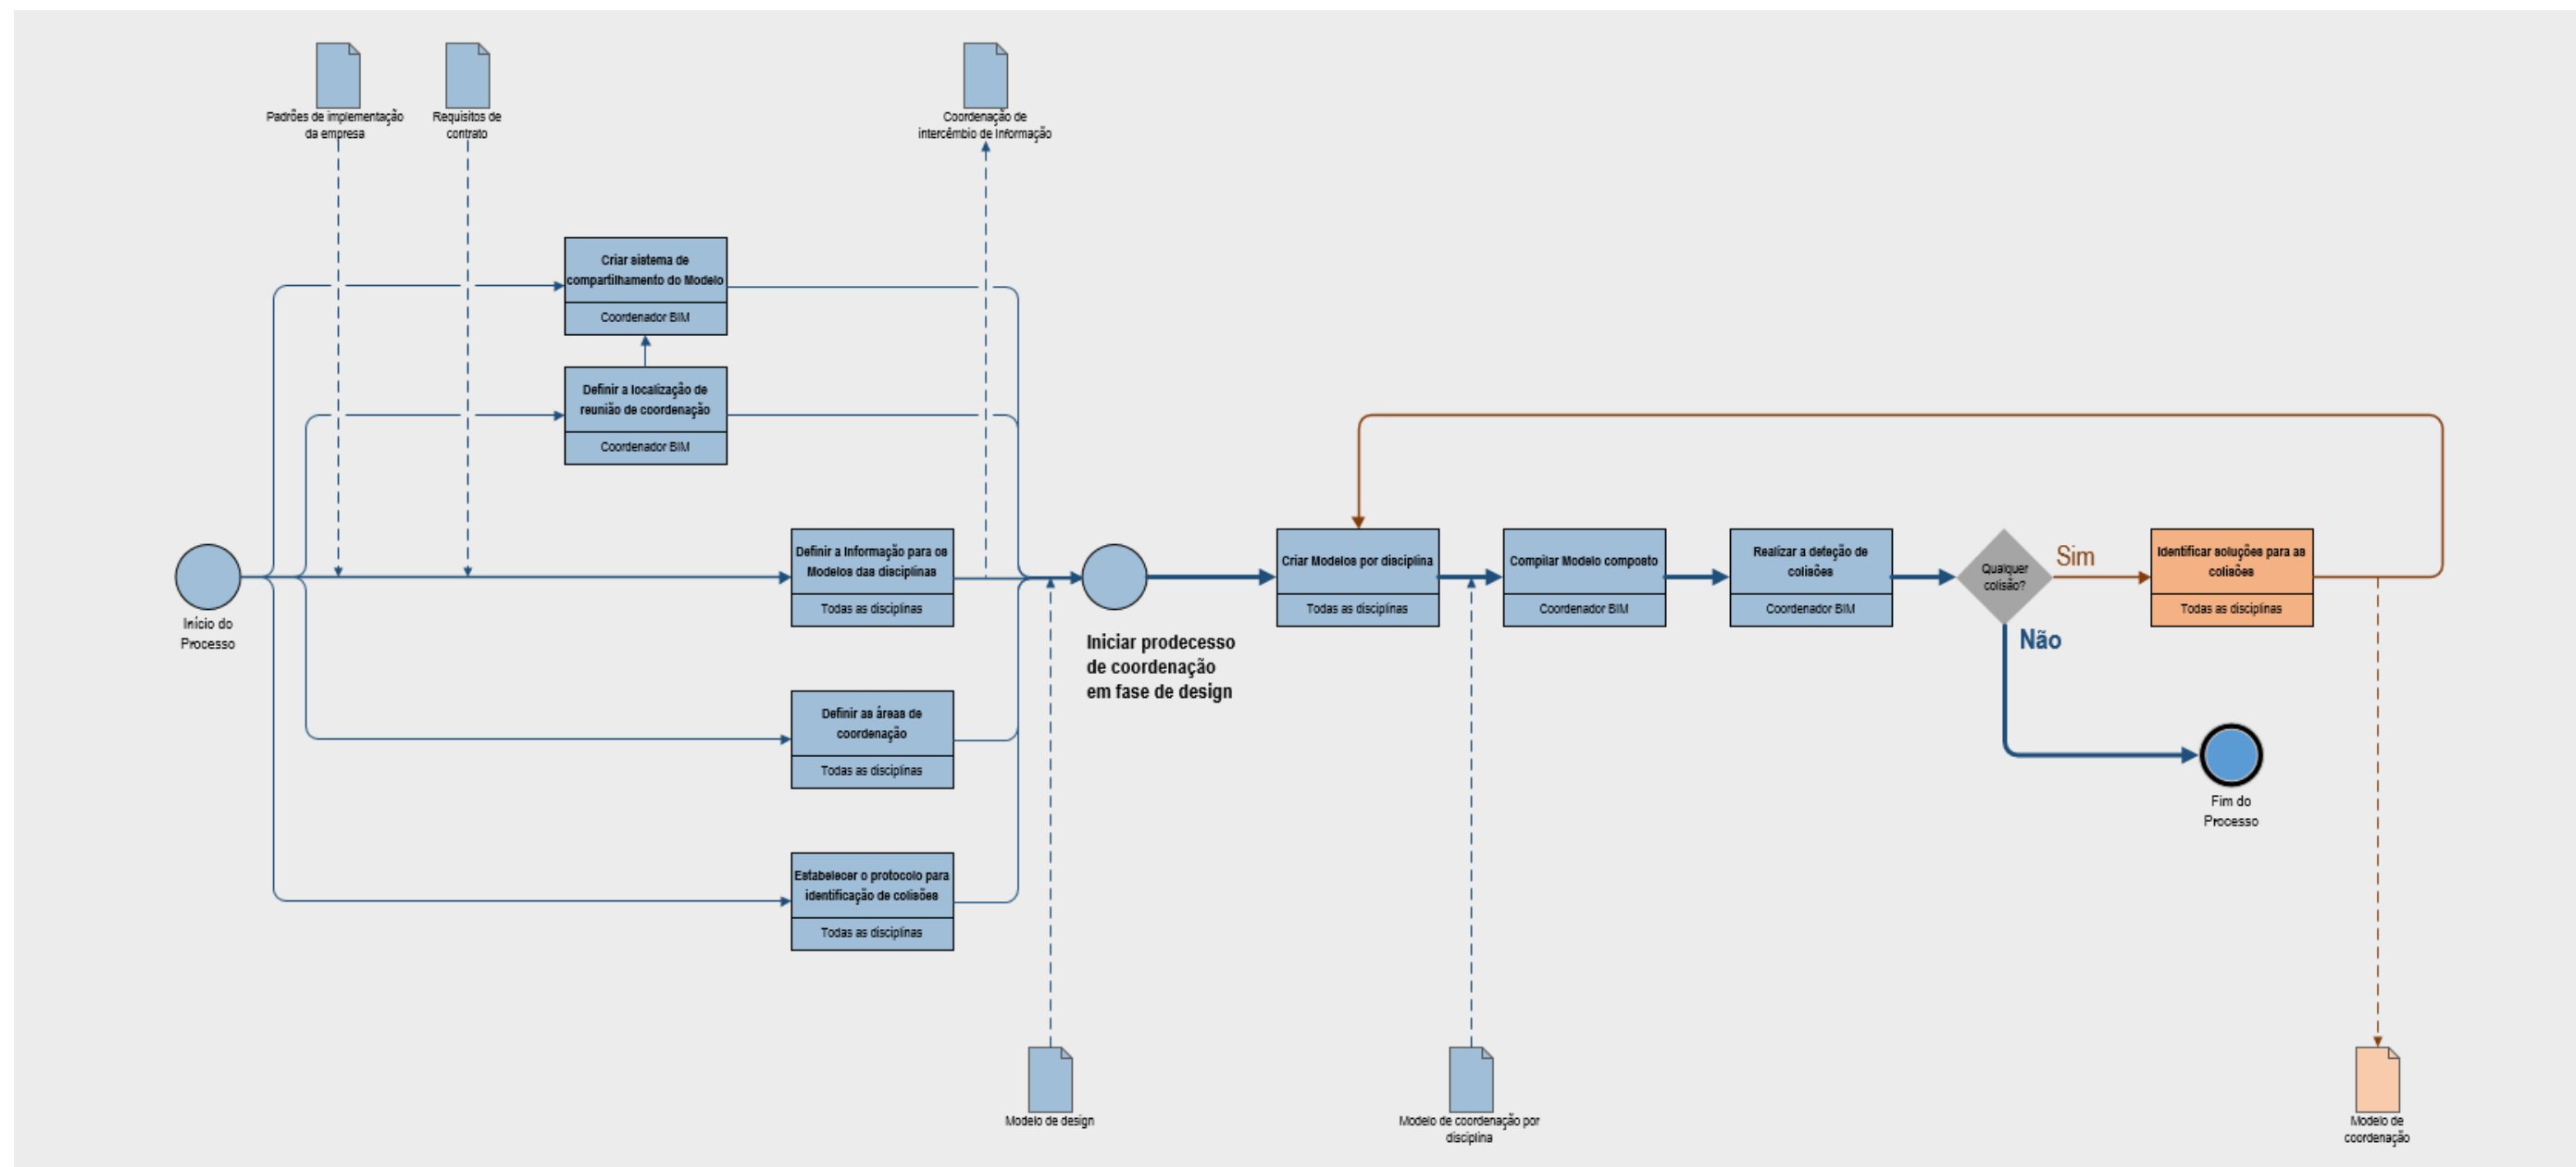 Padrões de implementação
da empresa
Requisitos de
contrato
Coordenação de
intercêmbio de Informação
Criar sistema de
compartilhamento do Modelo
Coordenador BIM
Definir a localização de
reunião de coordenação
Coordenador BIM
Início do
Processo
Definir a Informação para os
Modelos das disciplinas
Todas as disciplinas
Definir as áreas de
coordenação
Todas as disciplinas
Estabelecer o protocolo para
identificação de colisões
Todas as disciplinas
Iniciar prodecesso
de coordenação
em fase de design
Criar Modelos por disciplina
Todas as disciplinas
Compilar Modelo composto
Coordenador BIM
Realizar a deteção de
colisões
Coordenador BIM
Qualquer
colisão?
Sim
Não
Identificar soluções para as
colisões
Todas as disciplinas
Fim do
Processo
Modelo de design
Modelo de coordenação por
disciplina
Modelo de
coordenação